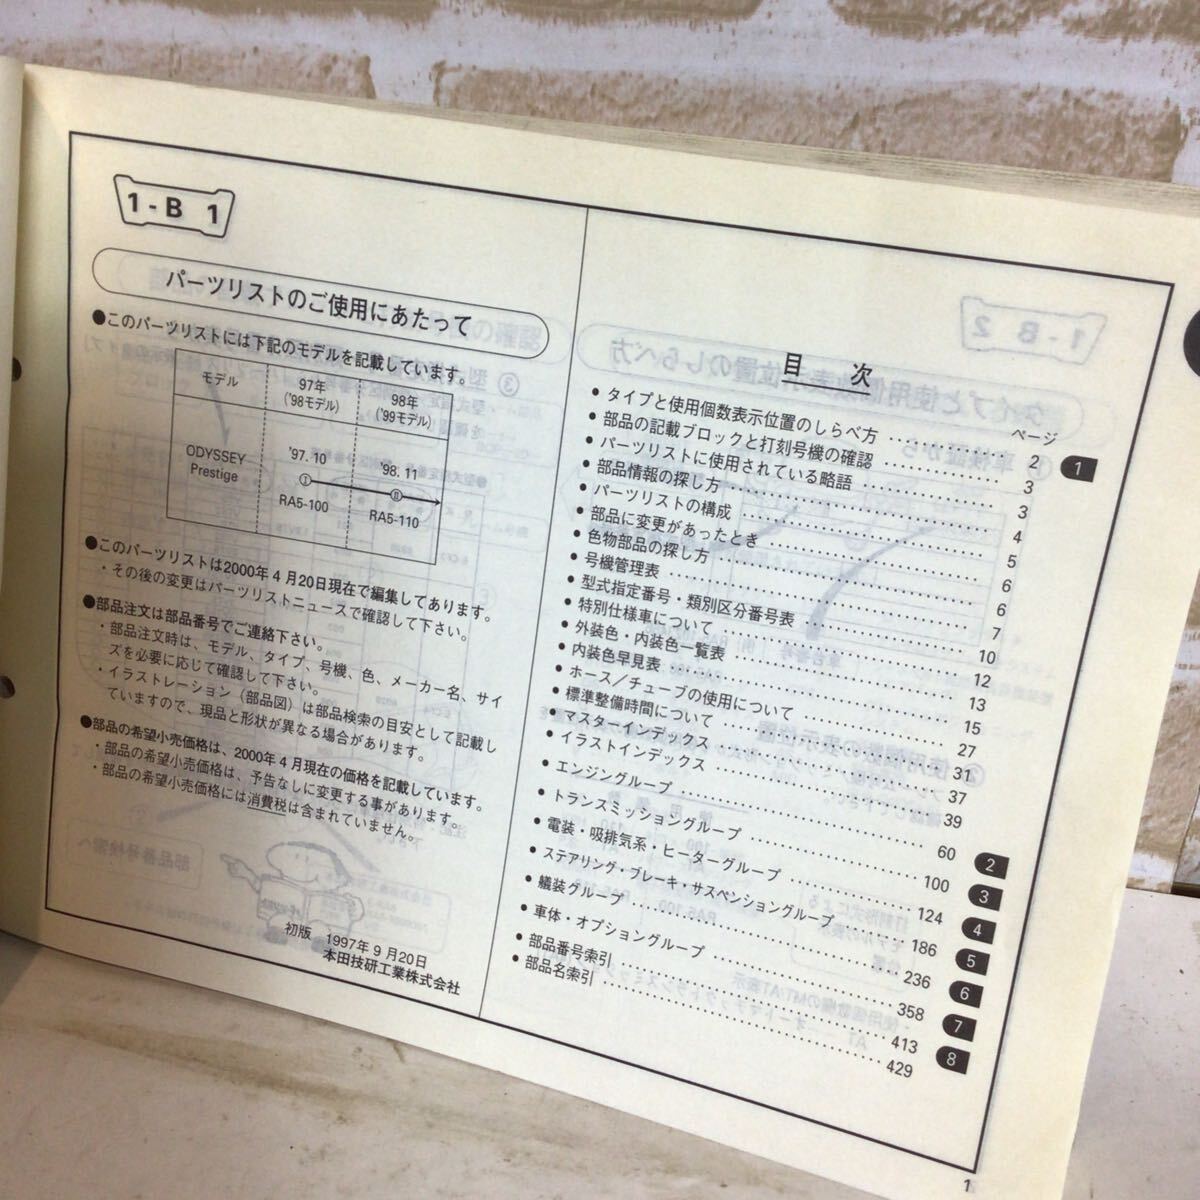 1-B 1
パーツリストのご使用にあたって
●このパーツリストには下記のモデルを記載しています。
モデル
97年
('98モデル)
98年
('99モデル)
ODYSSEY
Prestige
'97.10
Ⅰ
RA5-100
'98.11
Ⅱ
RA5-110
●このパーツリストは2000年4月20日現在で編集してあります。
・その後の変更はパーツリストニュースで確認して下さい。
●部品注文は部品番号でご連絡下さい。
・部品注文時は、モデル、タイプ、号機、色、メーカー名、サイ
ズを必要に応じて確認して下さい。
・イラストレーション(部品図)は部品検索の目安として記載し
ていますので、現品と形状が異なる場合があります。
●部品の希望小売価格は、2000年4月現在の価格を記載しています。
・部品の希望小売価格は、予告なしに変更する事があります。
・部品の希望小売価格には消費税は含まれていません。
初版 1997年9月20日
本田技研工業株式会社
目 次
ページ
● タイプと使用個数表示位置のしらべ方 2 1
● 部品の記載ブロックと打刻号機の確認 3
● パーツリストに使用されている略語 3
● 部品情報の探し方 4
● パーツリストの構成 5
● 部品に変更があったとき 6
● 色物部品の探し方 6
● 号機管理表 7
● 型式指定番号・類別区分番号表 10
● 特別仕様車について 12
● 外装色・内装色一覧表 13
● 内装色早見表 15
● ホース/チューブの使用について 27
● 標準整備時間について 31
● マスターインデックス 37
● イラストインデックス 39
● エンジングループ 60 2
● トランスミッショングループ 100 3
● 電装・吸排気系・ヒーターグループ 124 4
● ステアリング・ブレーキ・サスペンショングループ 186 5
● 艤装グループ 236 6
● 車体・オプショングループ 358 7
● 部品番号索引 413 8
● 部品名索引 429
1